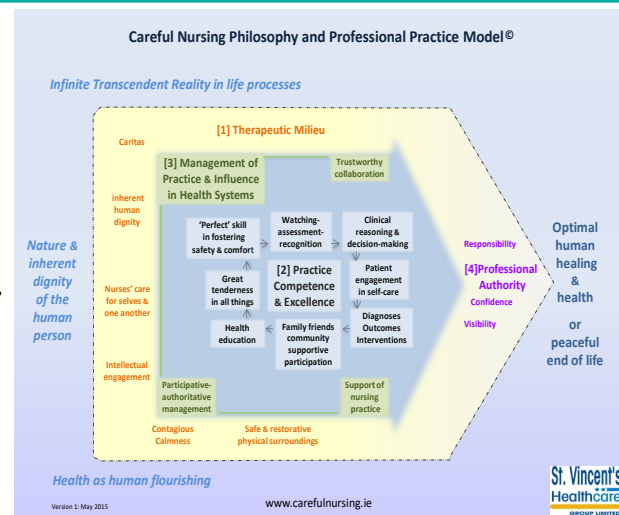 Careful Nursing Philosophy and Professional Practice Model©
Infinite Transcendent Reality in life processes
[1] Therapeutic Milieu
Caritas
inherent
human
dignity
Nurses' care
for selves &
one another
Intellectual
engagement
Contagious
Calmness
Safe & restorative
physical surroundings
Nature &
inherent
dignity
of the
human
person
[3] Management of
Practice & Influence
in Health Systems
Trustworthy
collaboration
Participative-
authoritative
management
Support of
nursing
practice
'Perfect' skill
in fostering
safety & comfort
Watching-
assessment-
recognition
Clinical
reasoning &
decision-making
Great
tenderness
in all things
[2] Practice
Competence
& Excellence
Patient
engagement
in self-care
Health
education
Family friends
community
supportive
participation
Diagnoses
Outcomes
Interventions
Responsibility
[4]Professional
Authority
Confidence
Visibility
Optimal
human
healing
&
health
or
peaceful
end of life
Health as human flourishing
Version 1: May 2015
www.carefulnursing.ie
St. Vincent's
Healthcare
GROUP LIMITED